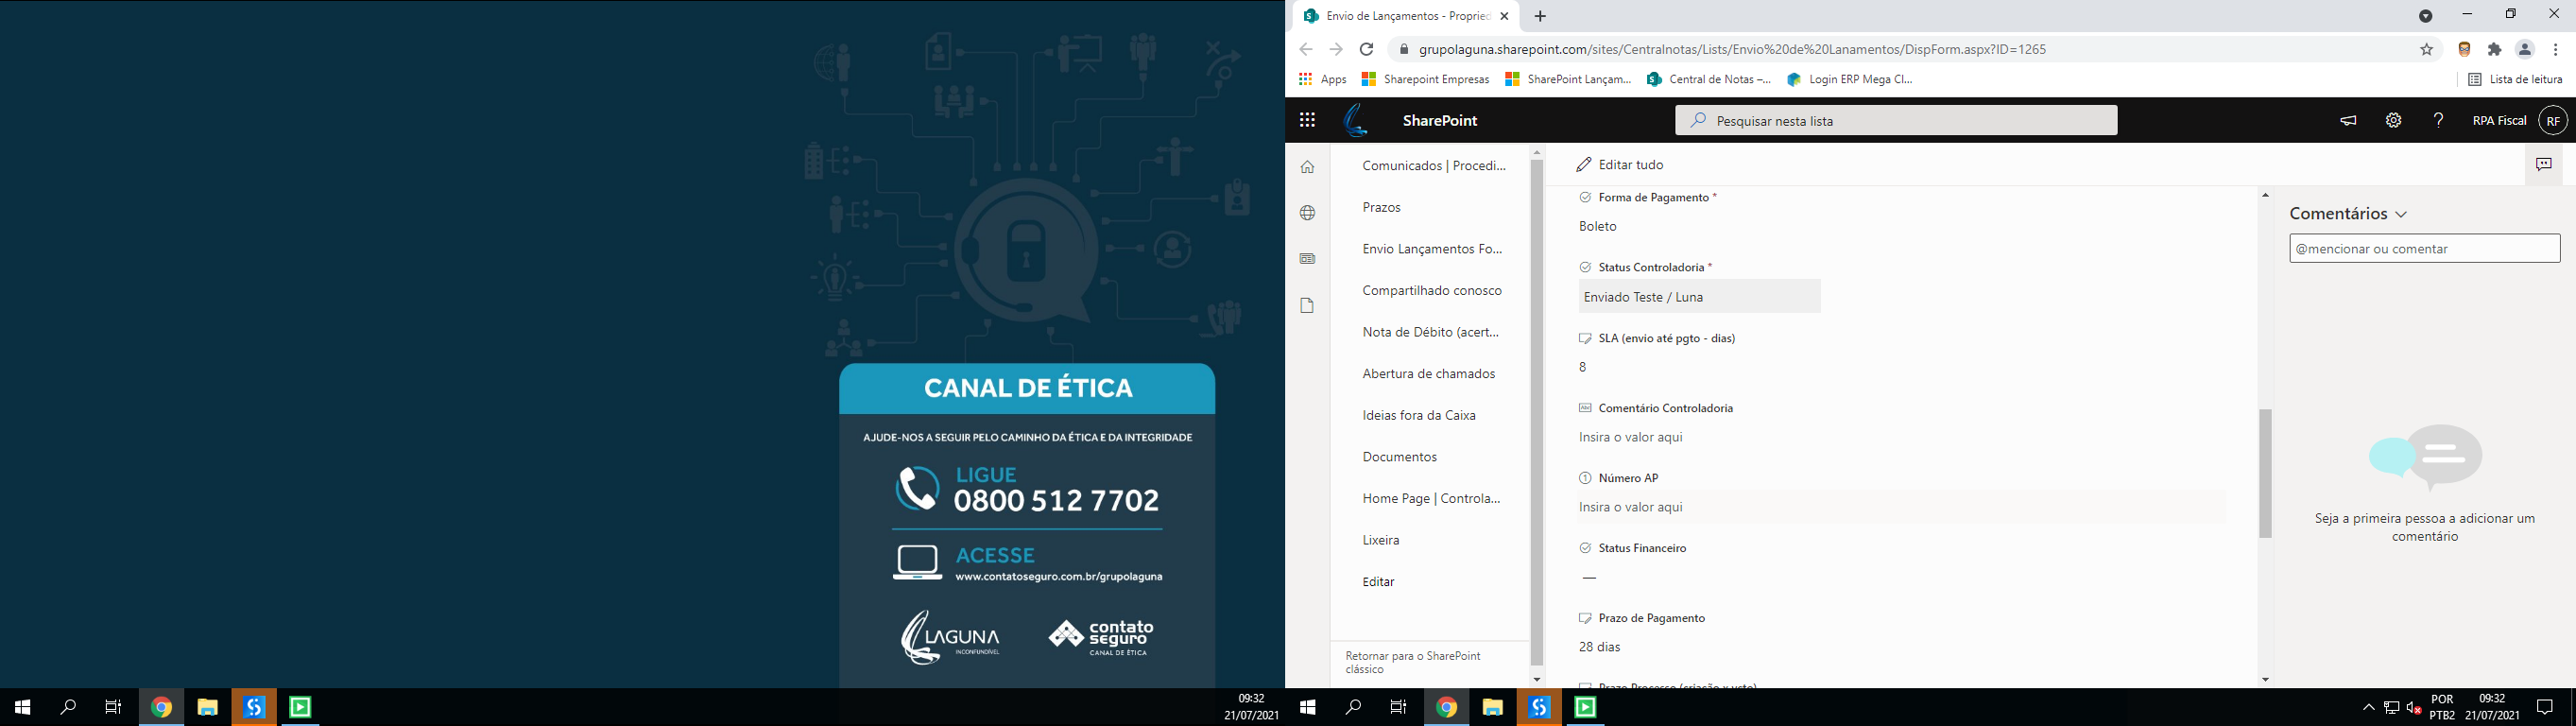 CANAL DE ÉTICA
AJUDE-NOS A SEGUIR PELO CAMINHO DA ÉTICA E DA INTEGRIDADE
LIGUE
0800 512 7702
ACESSE
www.contatoseguro.com.br/grupolaguna
LAGUNA
INCONFUNDÍVEL
contato
seguro
CANAL DE ÉTICA
09:32
21/07/2021
Envio de Lançamentos - Propried
grupolaguna.sharepoint.com/sites/Centralnotas/Lists/Envio%20de%20Lanamentos/DispForm.aspx?ID=1265
Apps
Sharepoint Empresas
SharePoint Lançam...
Central de Notas –...
Login ERP Mega Cl...
Lista de leitura
SharePoint
Pesquisar nesta lista
RPA Fiscal
RF
Comunicados | Procedi...
Prazos
Envio Lançamentos Fo...
Compartilhado conosco
Nota de Débito (acert...
Abertura de chamados
Ideias fora da Caixa
Documentos
Home Page | Controla...
Lixeira
Editar
Retornar para o SharePoint
clássico
Editar tudo
Forma de Pagamento *
Boleto
Status Controladoria *
Enviado Teste / Luna
SLA (envio até pgto - dias)
8
Comentário Controladoria
Insira o valor aqui
Número AP
Insira o valor aqui
Status Financeiro
—
Prazo de Pagamento
28 dias
Prazo Processo (criação x vcto)
Comentários
@mencionar ou comentar
Seja a primeira pessoa a adicionar um
comentário
POR
PTB2
09:32
21/07/2021